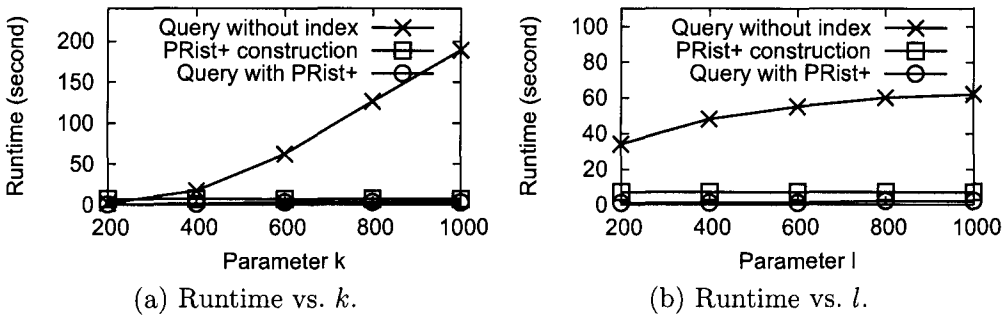 Runtime (second)
200
150
100
50
0
Query without index
PRist+ construction
Query with PRist+
200 400 600 800 1000
Parameter k
(a) Runtime vs. k.
Runtime (second)
100
80
60
40
20
0
Query without index
PRist+ construction
Query with PRist+
200 400 600 800 1000
Parameter l
(b) Runtime vs. l.